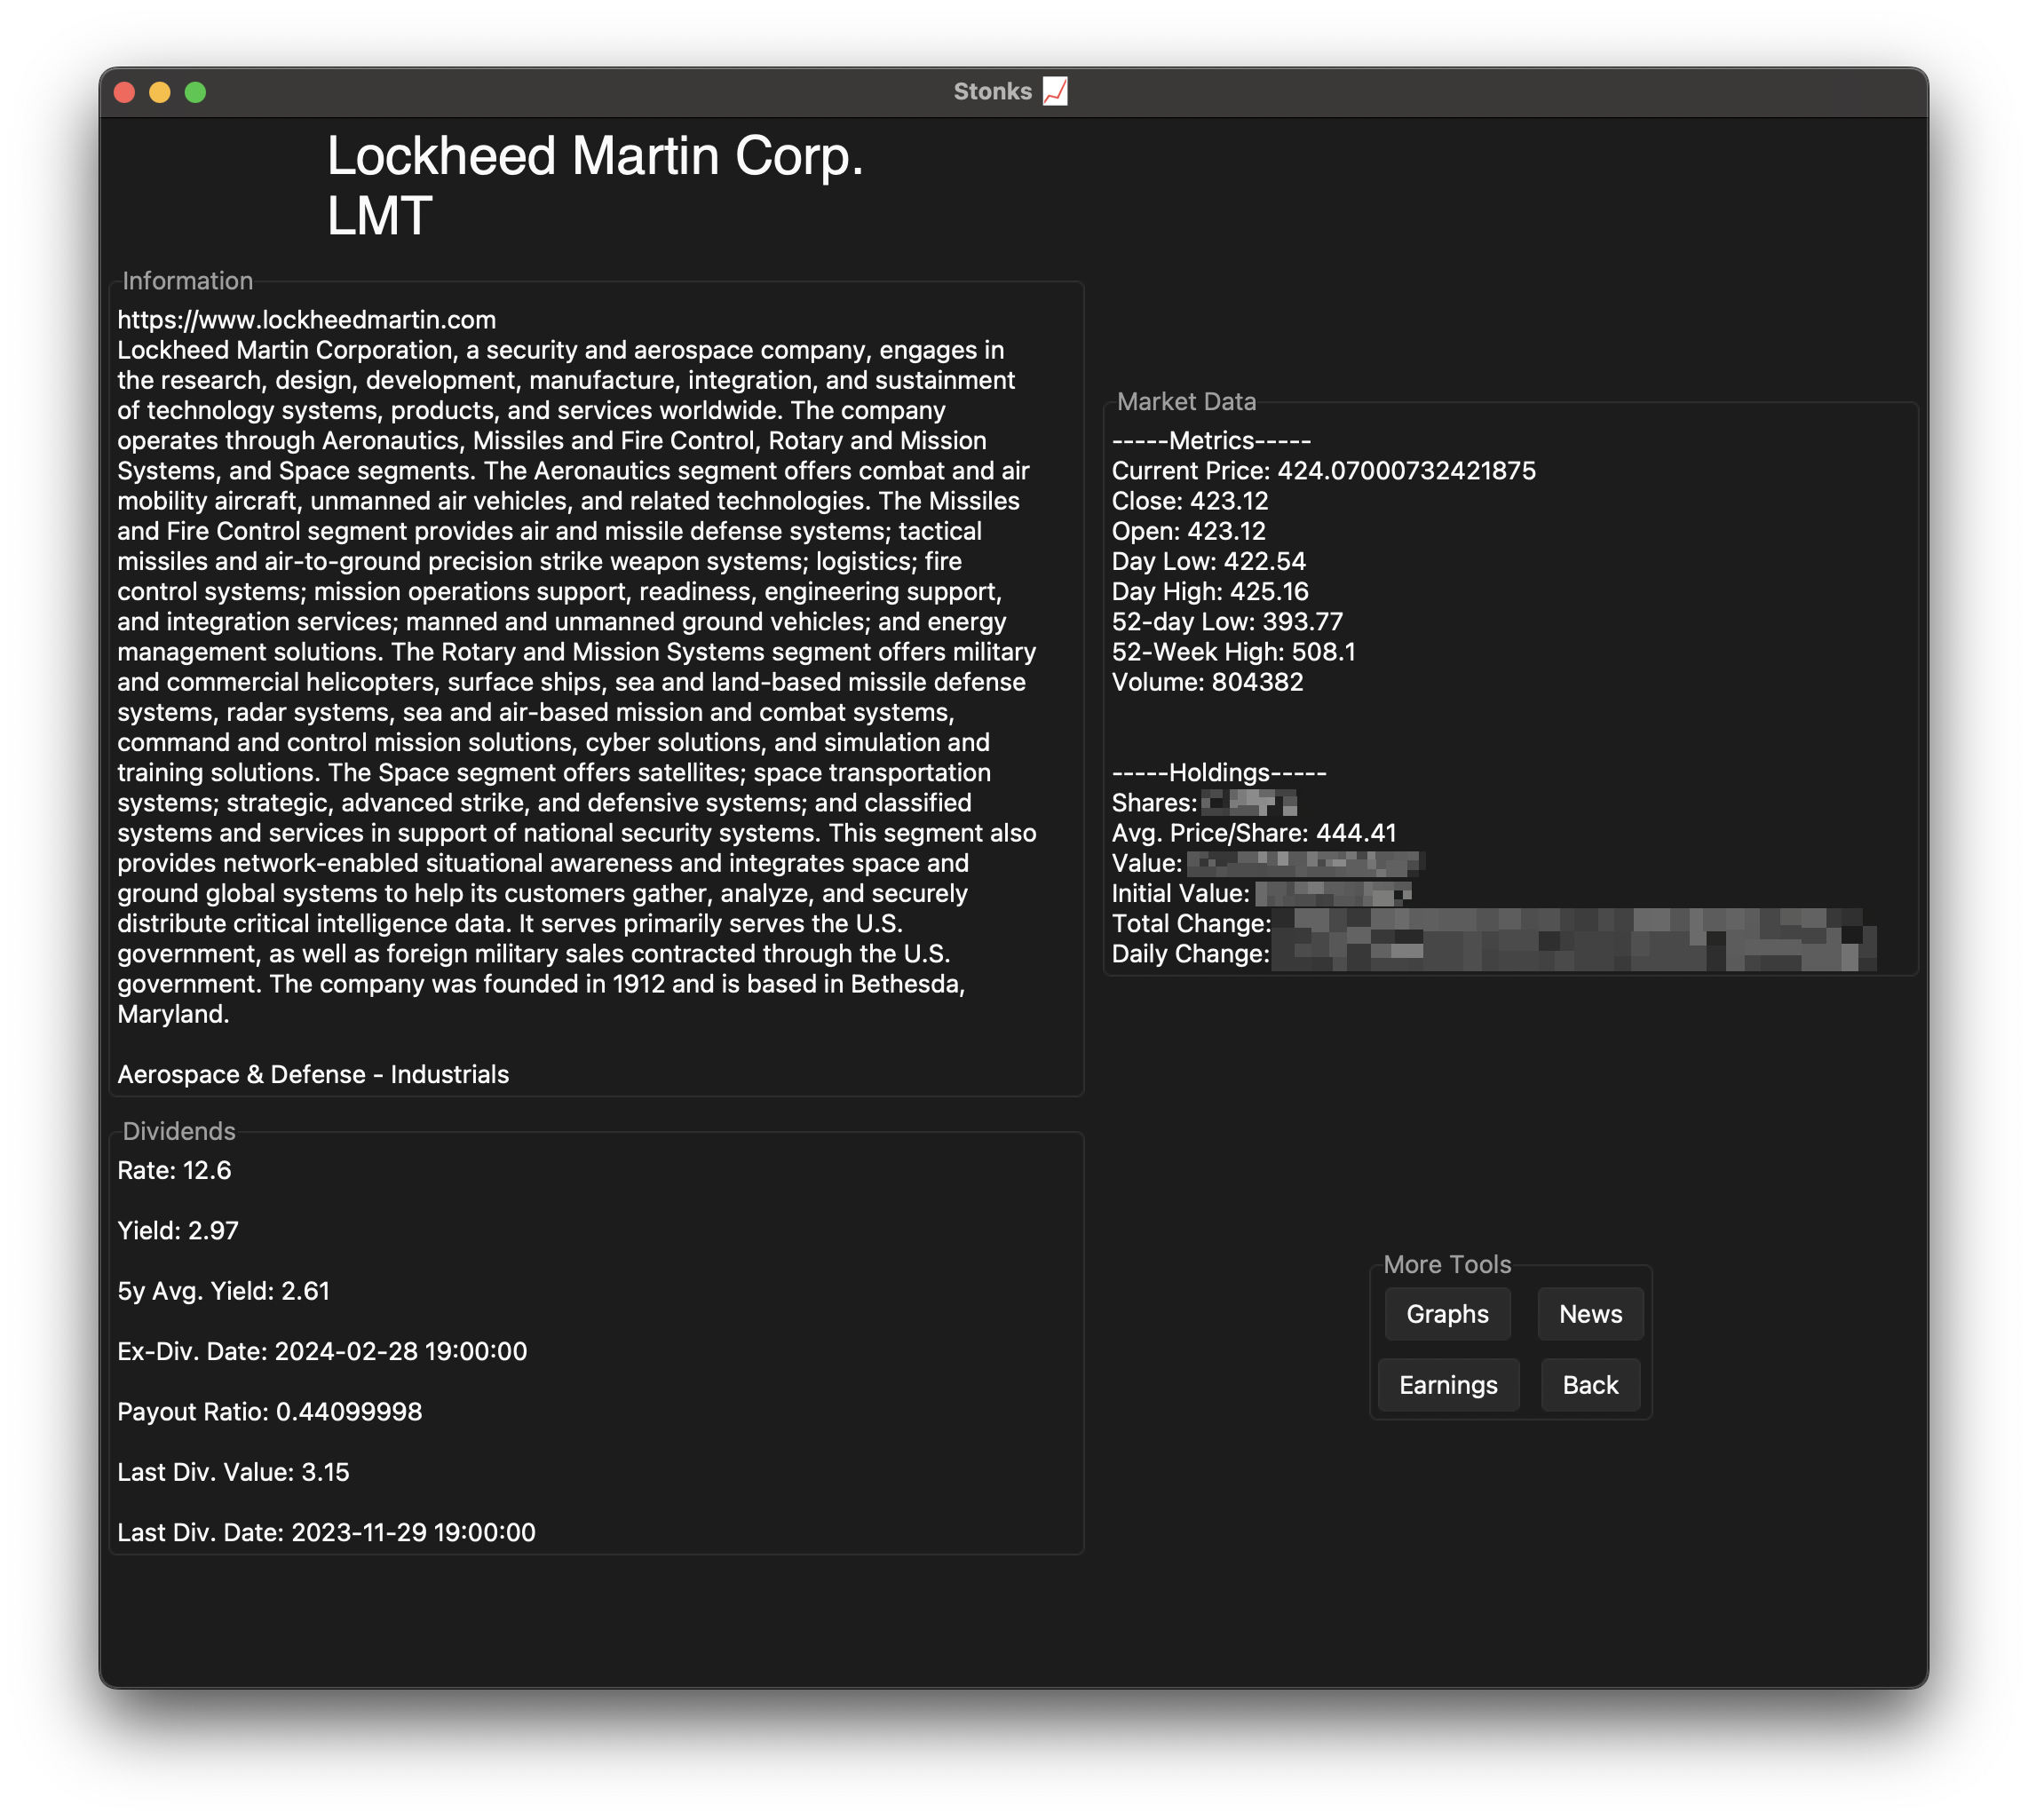 Stonks
Lockheed Martin Corp.
LMT
Information
https://www.lockheedmartin.com
Lockheed Martin Corporation, a security and aerospace company, engages in
the research, design, development, manufacture, integration, and sustainment
of technology systems, products, and services worldwide. The company
operates through Aeronautics, Missiles and Fire Control, Rotary and Mission
Systems, and Space segments. The Aeronautics segment offers combat and air
mobility aircraft, unmanned air vehicles, and related technologies. The Missiles
and Fire Control segment provides air and missile defense systems; tactical
missiles and air-to-ground precision strike weapon systems; logistics; fire
control systems; mission operations support, readiness, engineering support,
and integration services; manned and unmanned ground vehicles; and energy
management solutions. The Rotary and Mission Systems segment offers military
and commercial helicopters, surface ships, sea and land-based missile defense
systems, radar systems, sea and air-based mission and combat systems,
command and control mission solutions, cyber solutions, and simulation and
training solutions. The Space segment offers satellites; space transportation
systems; strategic, advanced strike, and defensive systems; and classified
systems and services in support of national security systems. This segment also
provides network-enabled situational awareness and integrates space and
ground global systems to help its customers gather, analyze, and securely
distribute critical intelligence data. It serves primarily serves the U.S.
government, as well as foreign military sales contracted through the U.S.
government. The company was founded in 1912 and is based in Bethesda,
Maryland.
Aerospace & Defense - Industrials
Dividends
Rate: 12.6
Yield: 2.97
5y Avg. Yield: 2.61
Ex-Div. Date: 2024-02-28 19:00:00
Payout Ratio: 0.44099998
Last Div. Value: 3.15
Last Div. Date: 2023-11-29 19:00:00
Market Data
-----Metrics-----
Current Price: 424.07000732421875
Close: 423.12
Open: 423.12
Day Low: 422.54
Day High: 425.16
52-day Low: 393.77
52-Week High: 508.1
Volume: 804382
-----Holdings-----
Shares:
Avg. Price/Share: 444.41
Value:
Initial Value:
Total Change:
Daily Change:
More Tools
Graphs News
Earnings Back